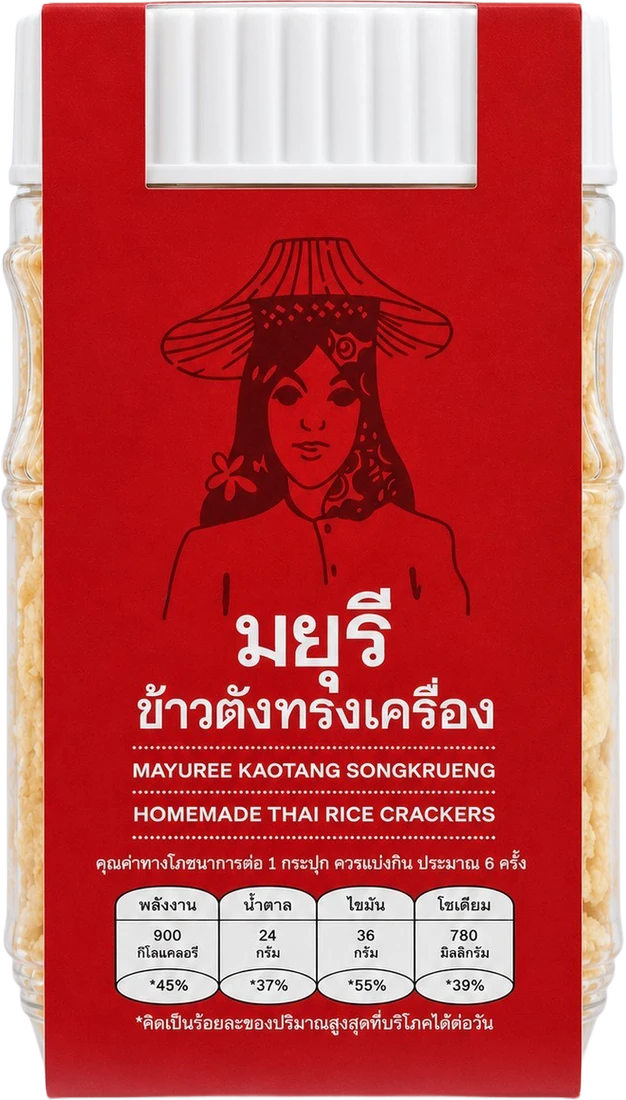 มยุรี
ข้าวตังทรงเครื่อง
MAYUREE KAOTANG SONGKRUENG
HOMEMADE THAI RICE CRACKERS
คุณค่าทางโภชนาการต่อ 1 กระปุก ควรแบ่งกิน ประมาณ 6 ครั้ง
พลังงาน น้ำตาล ไขมัน โซเดียม
900 24 36 780
กิโลแคลอรี กรัม กรัม มิลลิกรัม
*45% *37% *55% *39%
*คิดเป็นร้อยละของปริมาณสูงสุดที่บริโภคได้ต่อวัน